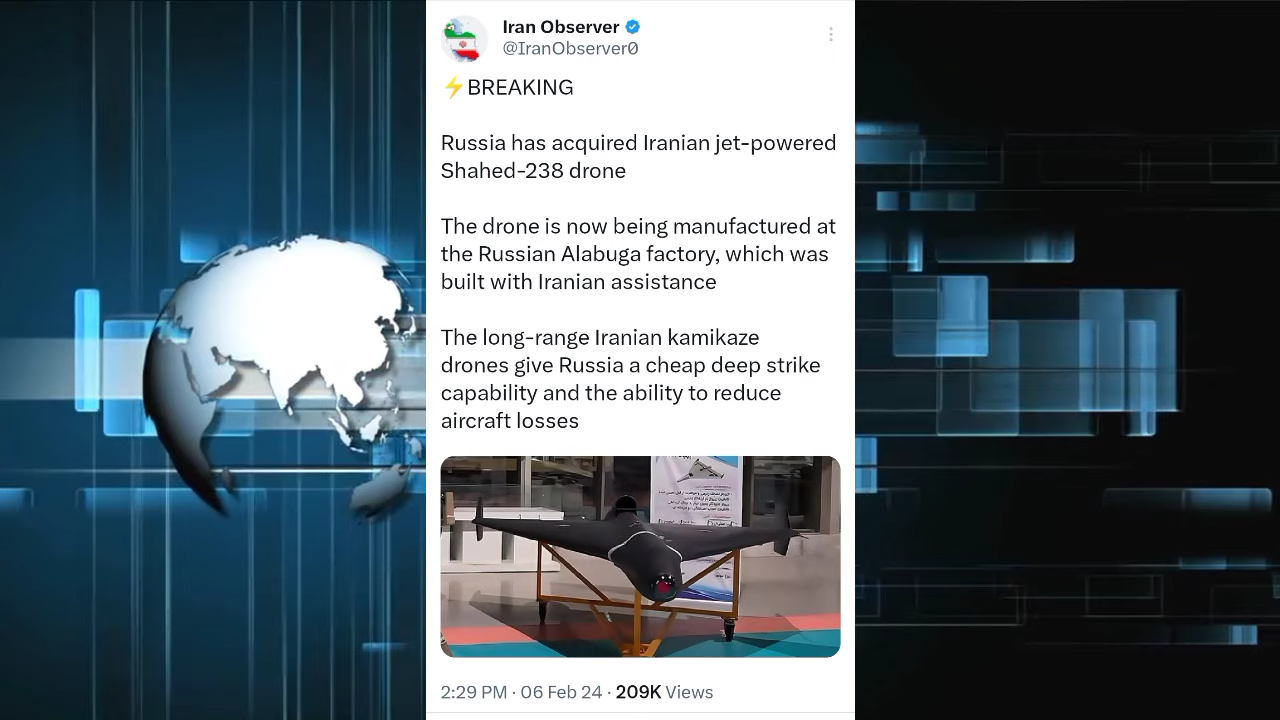 Iran Observer
@IranObserver0
⚡BREAKING
Russia has acquired Iranian jet-powered
Shahed-238 drone
The drone is now being manufactured at
the Russian Alabuga factory, which was
built with Iranian assistance
The long-range Iranian kamikaze
drones give Russia a cheap deep strike
capability and the ability to reduce
aircraft losses
2:29 PM · 06 Feb 24 · 209K Views